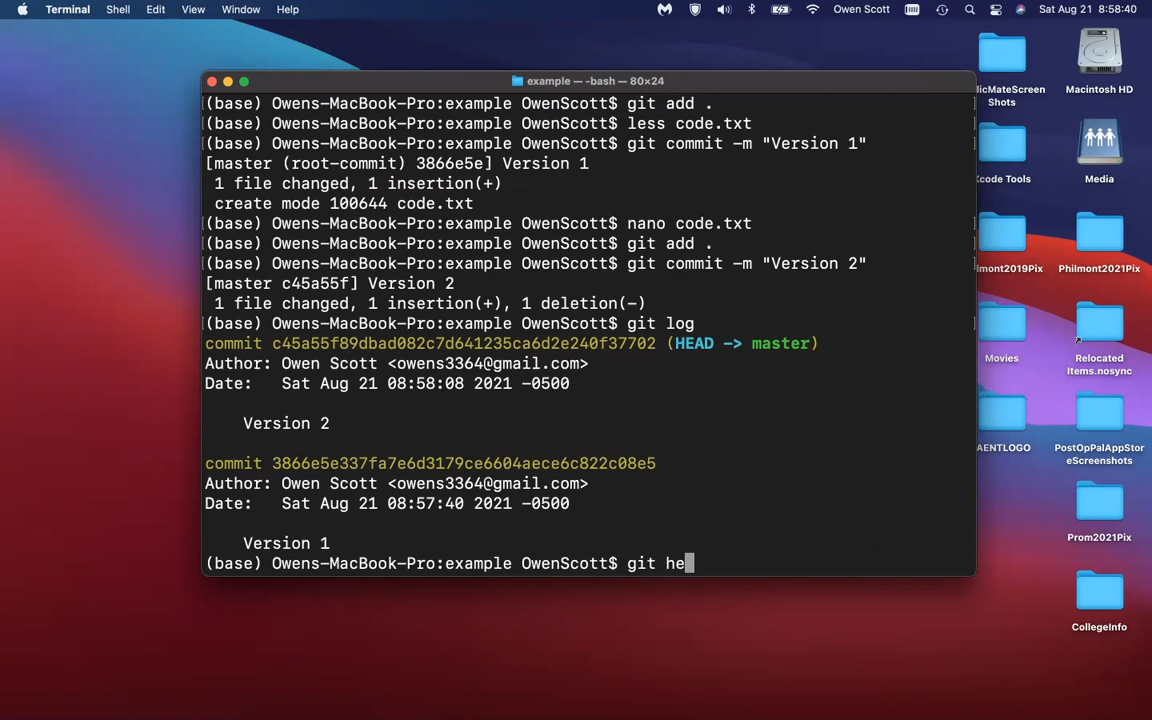 Terminal Shell Edit View Window Help Owen Scott Sat Aug 21 8:58:40
example — -bash — 80×24
(base) Owens-MacBook-Pro:example OwenScott$ git add .
(base) Owens-MacBook-Pro:example OwenScott$ less code.txt
(base) Owens-MacBook-Pro:example OwenScott$ git commit -m "Version 1"
[master (root-commit) 3866e5e] Version 1
1 file changed, 1 insertion(+)
create mode 100644 code.txt
(base) Owens-MacBook-Pro:example OwenScott$ nano code.txt
(base) Owens-MacBook-Pro:example OwenScott$ git add .
(base) Owens-MacBook-Pro:example OwenScott$ git commit -m "Version 2"
[master c45a55f] Version 2
1 file changed, 1 insertion(+), 1 deletion(-)
(base) Owens-MacBook-Pro:example OwenScott$ git log
commit c45a55f89dbad082c7d641235ca6d2e240f37702 (HEAD -> master)
Author: Owen Scott <owens3364@gmail.com>
Date:   Sat Aug 21 08:58:08 2021 -0500
Version 2
commit 3866e5e337fa7e6d3179ce6604aece6c822c08e5
Author: Owen Scott <owens3364@gmail.com>
Date:   Sat Aug 21 08:57:40 2021 -0500
Version 1
(base) Owens-MacBook-Pro:example OwenScott$ git he
licMateScreen
Shots
Macintosh HD
Xcode Tools
Media
lmont2019Pix
Philmont2021Pix
Movies
Relocated
Items.nosync
AENTLOGO
PostOpPalAppStor
eScreenshots
Prom2021Pix
CollegeInfo